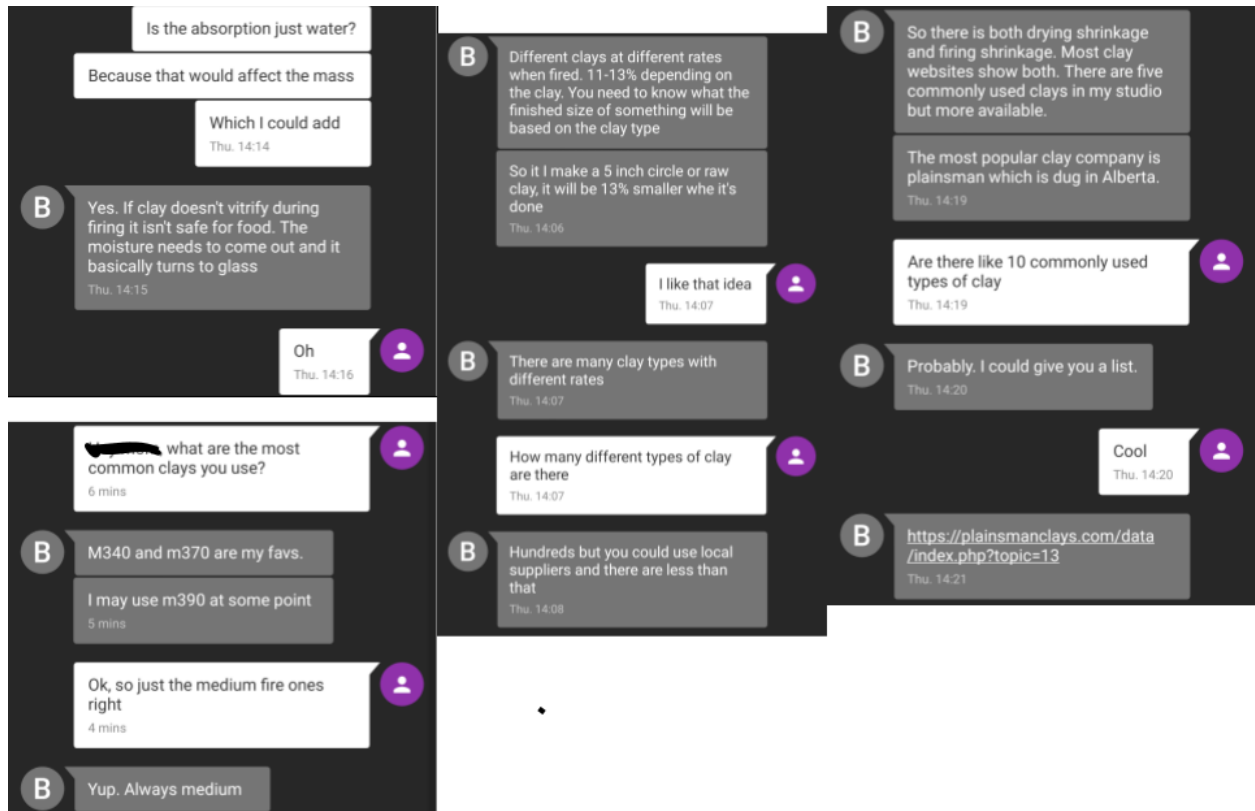 Is the absorption just water?
Because that would affect the mass
Which I could add
Thu. 14:14
B
Yes. If clay doesn't vitrify during
firing it isn't safe for food. The
moisture needs to come out and it
basically turns to glass
Thu. 14:15
Oh
Thu. 14:16
what are the most
common clays you use?
6 mins
B
M340 and m370 are my favs.
I may use m390 at some point
5 mins
Ok, so just the medium fire ones
right
4 mins
B
Yup. Always medium
B
Different clays at different rates
when fired. 11-13% depending on
the clay. You need to know what the
finished size of something will be
based on the clay type
So it I make a 5 inch circle or raw
clay, it will be 13% smaller whe it's
done
Thu. 14:06
I like that idea
Thu. 14:07
B
There are many clay types with
different rates
Thu. 14:07
How many different types of clay
are there
Thu. 14:07
B
Hundreds but you could use local
suppliers and there are less than
that
Thu. 14:08
B
So there is both drying shrinkage
and firing shrinkage. Most clay
websites show both. There are five
commonly used clays in my studio
but more available.
The most popular clay company is
plainsman which is dug in Alberta.
Thu. 14:19
Are there like 10 commonly used
types of clay
Thu. 14:19
B
Probably. I could give you a list.
Thu. 14:20
Cool
Thu. 14:20
B
https://plainsmanclays.com/data
/index.php?topic=13
Thu. 14:21